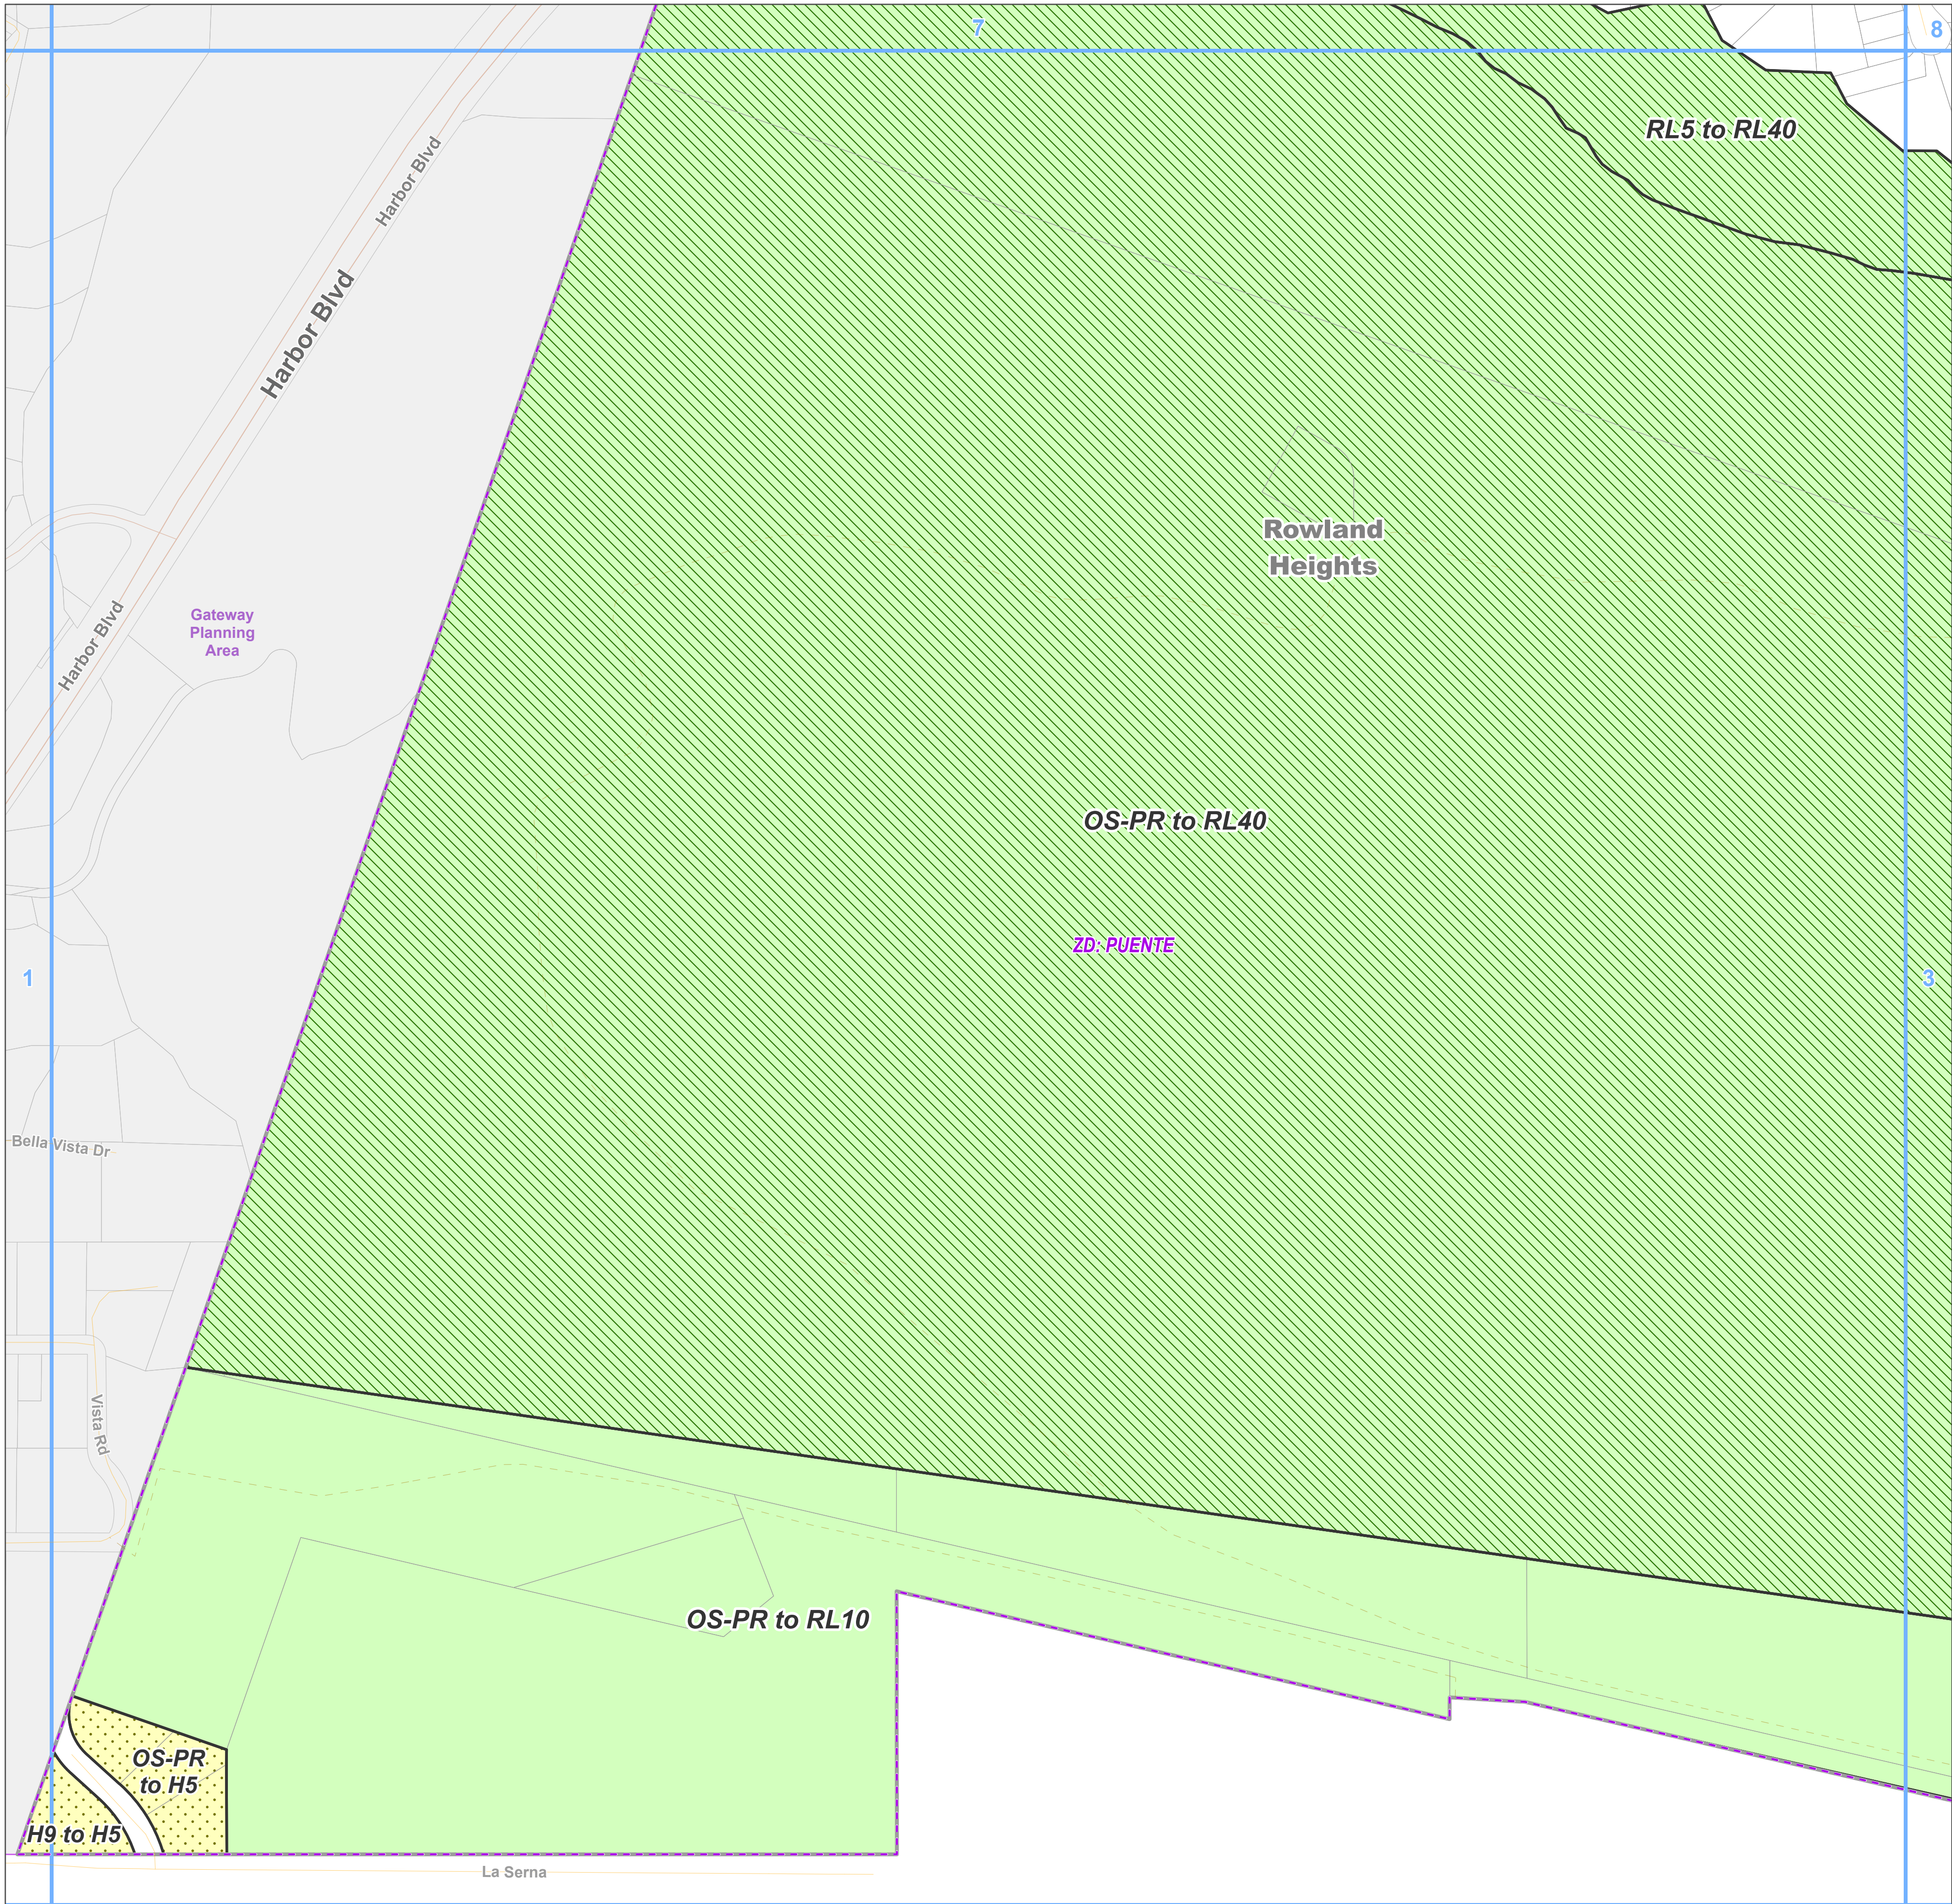 7
8
RL5 to RL40
Harbor Blvd
Harbor Blvd
Rowland
Heights
Harbor Blvd
Gateway
Planning
Area
OS-PR to RL40
ZD: PUENTE
1
3
Bella Vista Dr
Vista Rd
OS-PR to RL10
OS-PR
to H5
H9 to H5
La Serna